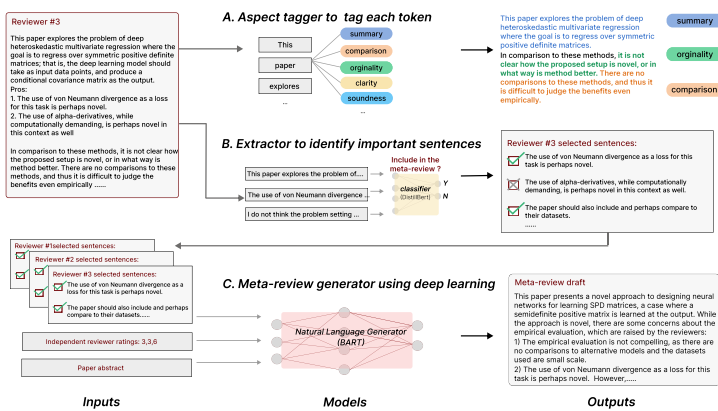 Reviewer #3
This paper explores the problem of deep
heteroskedastic multivariate regression where the
goal is to regress over symmetric positive definite
matrices; that is, the deep learning model should
take as input data points, and produce a
conditional covariance matrix as the output.
Pros:
1. The use of von Neumann divergence as a loss
for this task is perhaps novel.
2. The use of alpha-derivatives, while
computationally demanding, is perhaps novel in
this context as well
In comparison to these methods, it is not clear how
the proposed setup is novel, or in what way is
method better. There are no comparisons to these
methods, and thus it is difficult to judge the
benefits even empirically ......
A. Aspect tagger to tag each token
This
paper
explores
...
summary
comparison
orginality
clarity
soundness
...
This paper explores the problem of deep
heteroskedastic multivariate regression where the
goal is to regress over symmetric positive definite
matrices.
In comparison to these methods, it is not
clear how the proposed setup is novel, or
in what way is method better. There are no
comparisons to these methods, and thus it
is difficult to judge the benefits even
empirically.
summary
orginality
comparison
B. Extractor to identify important sentences
This paper explores the problem of....
The use of von Neumann divergence ...
I do not think the problem setting ...
Include in the
meta-review ?
classifier
(DistilBert)
Y
N
Reviewer #3 selected sentences:
The use of von Neumann divergence as a loss for this
task is perhaps novel.
The use of alpha-derivatives, while computationally demanding,
is perhaps novel in this context as well.
The paper should also include and perhaps compare to
their datasets.
......
Reviewer #1selected sentences:
Reviewer #2 selected sentences:
Reviewer #3 selected sentences:
The use of von Neumann divergence as a
loss for this task is perhaps novel.
The paper should also include and perhaps
compare to their datasets......
Independent reviewer ratings: 3,3,6
Paper abstract
C. Meta-review generator using deep learning
Natural Language Generator
(BART)
Meta-review draft
This paper presents a novel approach to designing neural
networks for learning SPD matrices, a case where a
semidefinite positive matrix is learned at the output. While
the approach is novel, there are some concerns about the
empirical evaluation, which are raised by the reviewers:
1) The empirical evaluation is not compelling, as there are
no comparisons to alternative models and the datasets
used are small scale.
2) The use of von Neumann divergence as a loss for this
task is perhaps novel. However,.....
Inputs
Models
Outputs